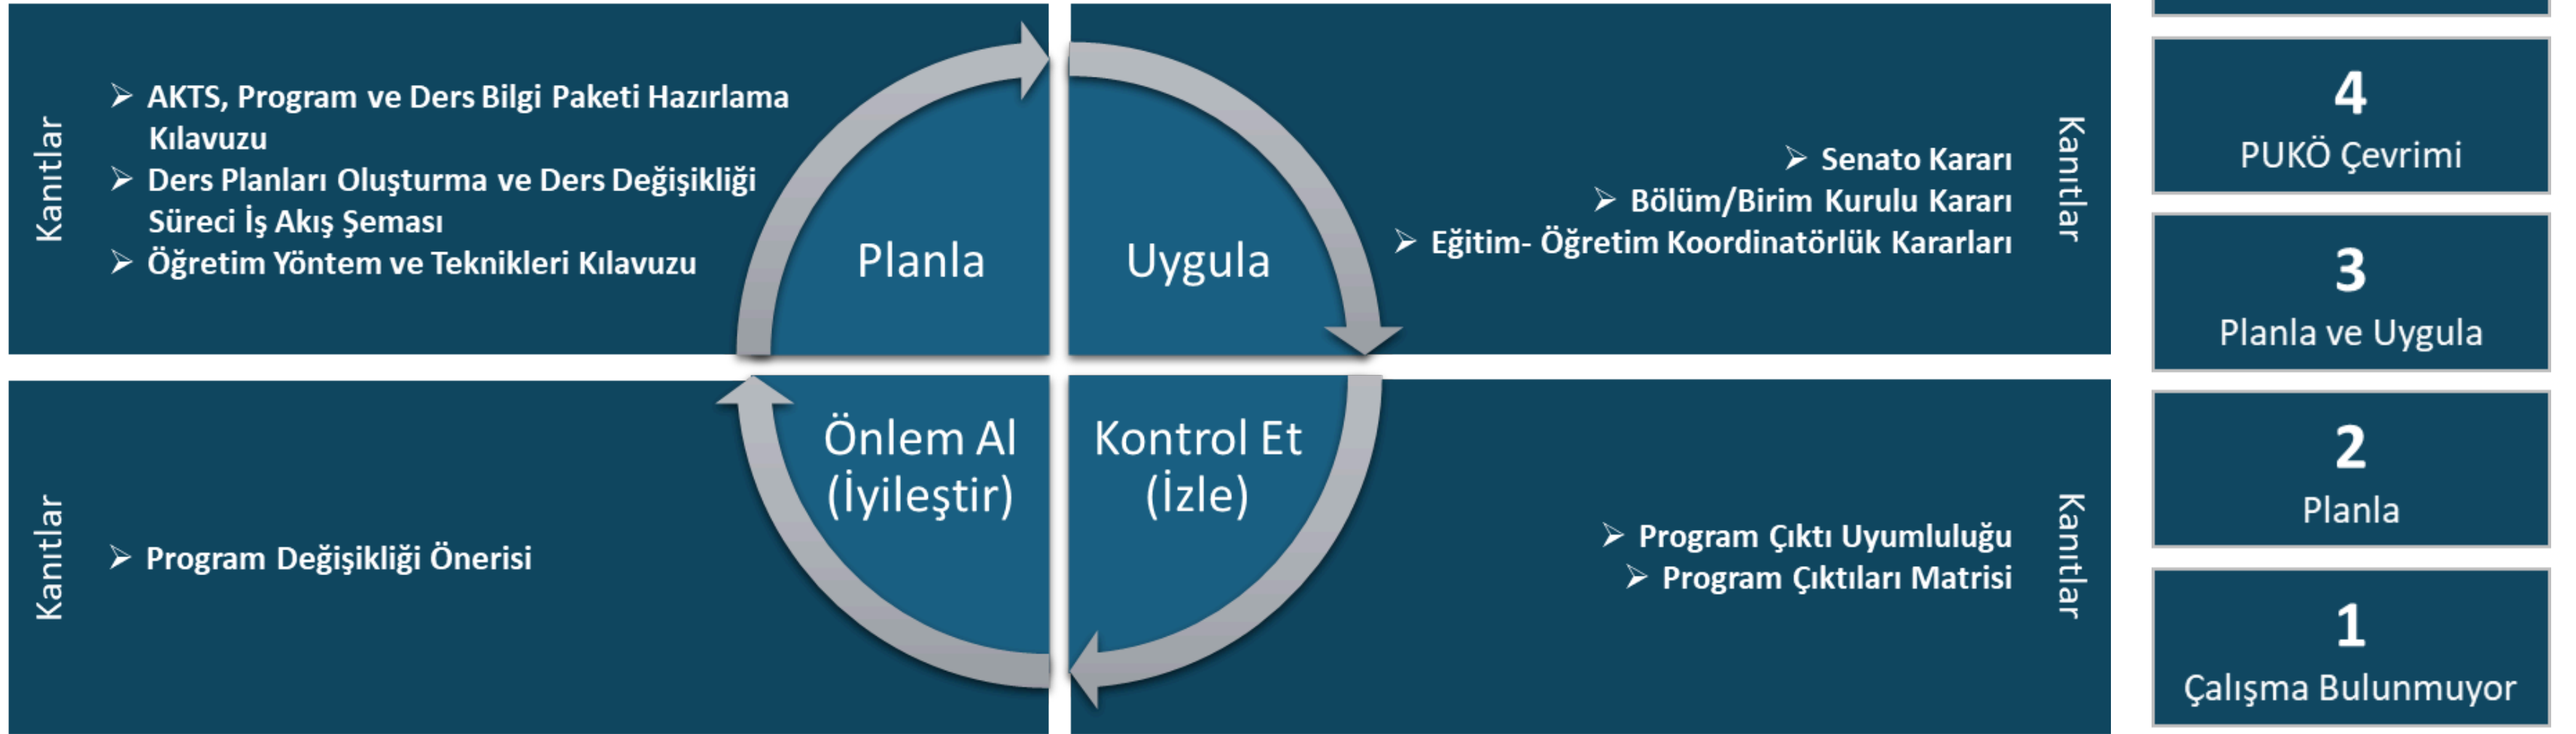 Kanıtlar
➢ AKTS, Program ve Ders Bilgi Paketi Hazırlama
Kılavuzu
➢ Ders Planları Oluşturma ve Ders Değişikliği
Süreci İş Akış Şeması
➢ Öğretim Yöntem ve Teknikleri Kılavuzu
Planla
Uygula
➢ Senato Kararı
➢ Bölüm/Birim Kurulu Kararı
➢ Eğitim- Öğretim Koordinatörlük Kararları
Kanıtlar
Kanıtlar
➢ Program Değişikliği Önerisi
Önlem Al
(İyileştir)
Kontrol Et
(İzle)
➢ Program Çıktı Uyumluluğu
➢ Program Çıktıları Matrisi
Kanıtlar
4
PUKÖ Çevrimi
3
Planla ve Uygula
2
Planla
1
Çalışma Bulunmuyor